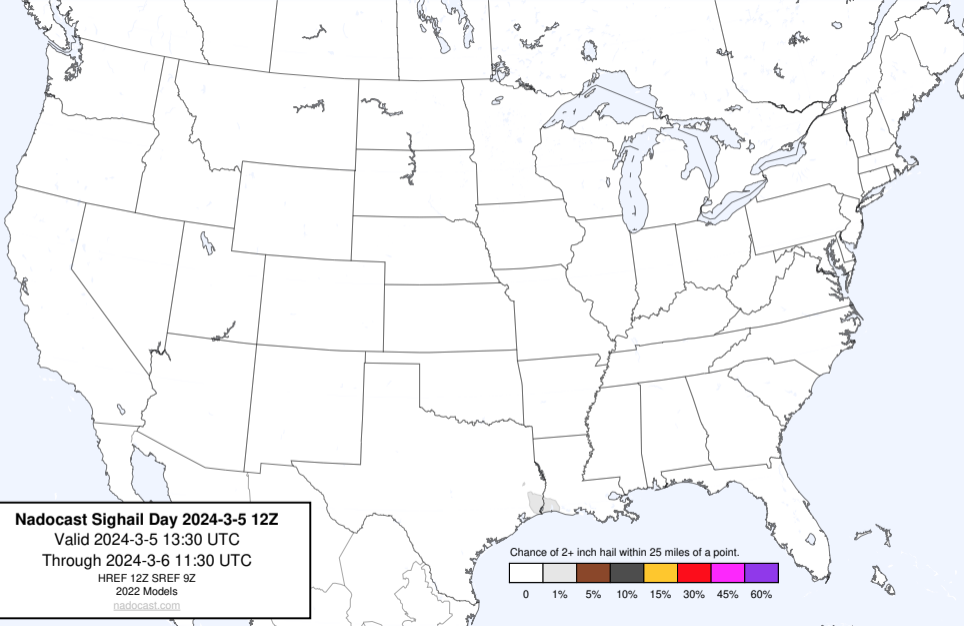 Nadocast Sighail Day 2024-3-5 12Z
Valid 2024-3-5 13:30 UTC
Through 2024-3-6 11:30 UTC
HREF 12Z SREF 9Z
2022 Models
nadocast.com
Chance of 2+ inch hail within 25 miles of a point.
0 1% 5% 10% 15% 30% 45% 60%